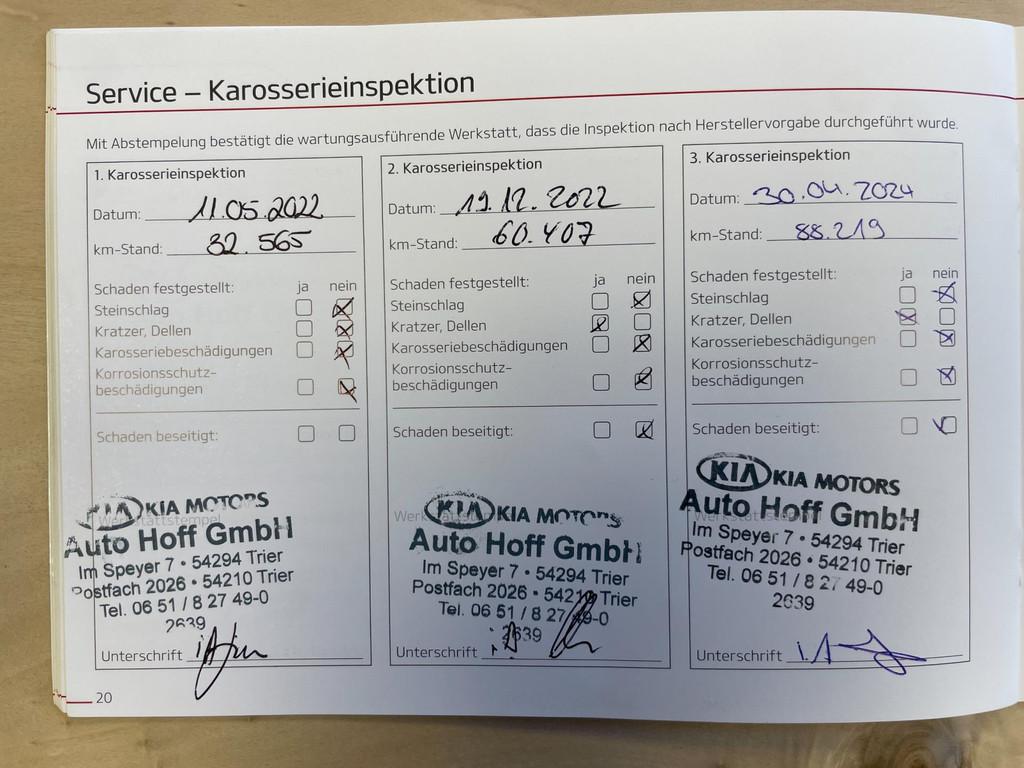 Service – Karosserieinspektion
Mit Abstempelung bestätigt die wartungsausführende Werkstatt, dass die Inspektion nach Herstellervorgabe durchgeführt wurde.
1. Karosserieinspektion
Datum: 11.05.2022
km-Stand: 32.565
Schaden festgestellt: ja nein
Steinschlag
Kratzer, Dellen
Karosseriebeschädigungen
Korrosionsschutz-
beschädigungen
Schaden beseitigt:
KIA KIA MOTORS
Werkstattstempel
Auto Hoff GmbH
Im Speyer 7 • 54294 Trier
Postfach 2026 • 54210 Trier
Tel. 06 51 / 8 27 49-0
2639
Unterschrift
2. Karosserieinspektion
Datum: 19.12.2022
km-Stand: 60.407
Schaden festgestellt: ja nein
Steinschlag
Kratzer, Dellen
Karosseriebeschädigungen
Korrosionsschutz-
beschädigungen
Schaden beseitigt:
KIA KIA MOTORS
Werkstattstempel
Auto Hoff GmbH
Im Speyer 7 • 54294 Trier
Postfach 2026 • 54210 Trier
Tel. 06 51 / 8 27 49-0
2639
Unterschrift
3. Karosserieinspektion
Datum: 30.04.2024
km-Stand: 88.219
Schaden festgestellt: ja nein
Steinschlag
Kratzer, Dellen
Karosseriebeschädigungen
Korrosionsschutz-
beschädigungen
Schaden beseitigt:
KIA KIA MOTORS
Werkstattstempel
Auto Hoff GmbH
Im Speyer 7 • 54294 Trier
Postfach 2026 • 54210 Trier
Tel. 06 51 / 8 27 49-0
2639
Unterschrift
20